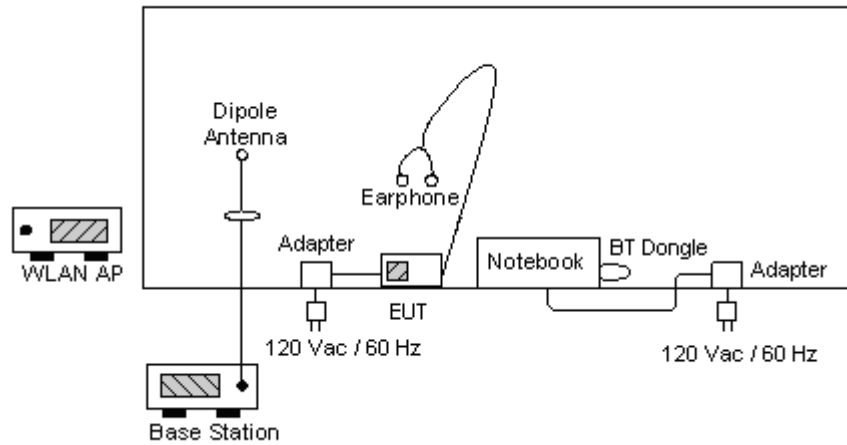 Dipole
Antenna
Earphone
WLAN AP
Adapter
EUT
Notebook
BT Dongle
Adapter
120 Vac / 60 Hz
120 Vac / 60 Hz
Base Station